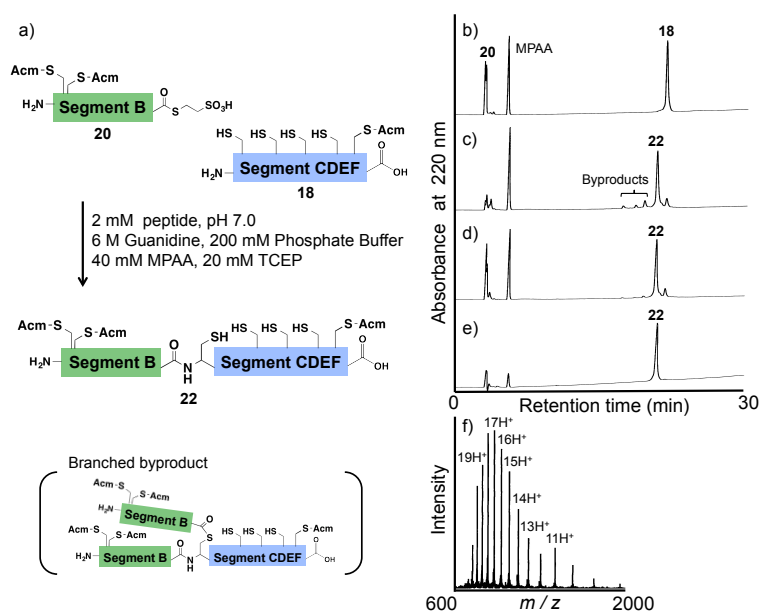 a)
Acm-S
S-Acm
H₂N
Segment B
O
S
SO₃H
20
HS HS HS HS S-Acm
O
H₂N
Segment CDEF
OH
18
2 mM peptide, pH 7.0
6 M Guanidine, 200 mM Phosphate Buffer
40 mM MPAA, 20 mM TCEP
Acm-S
S-Acm
SH
HS HS HS HS S-Acm
O
O
H₂N
Segment B
N
H
Segment CDEF
OH
22
Branched byproduct
Acm-S
S-Acm
H₂N
Segment B
O
S
Acm-S
S-Acm
HS HS HS S-Acm
O
O
H₂N
Segment B
N
H
Segment CDEF
OH
b)
20
MPAA
18
c)
Byproducts
22
d)
22
e)
22
Absorbance at 220 nm
0
Retention time (min)
30
f)
19H⁺
17H⁺
16H⁺
15H⁺
14H⁺
13H⁺
11H⁺
Intensity
600
m / z
2000